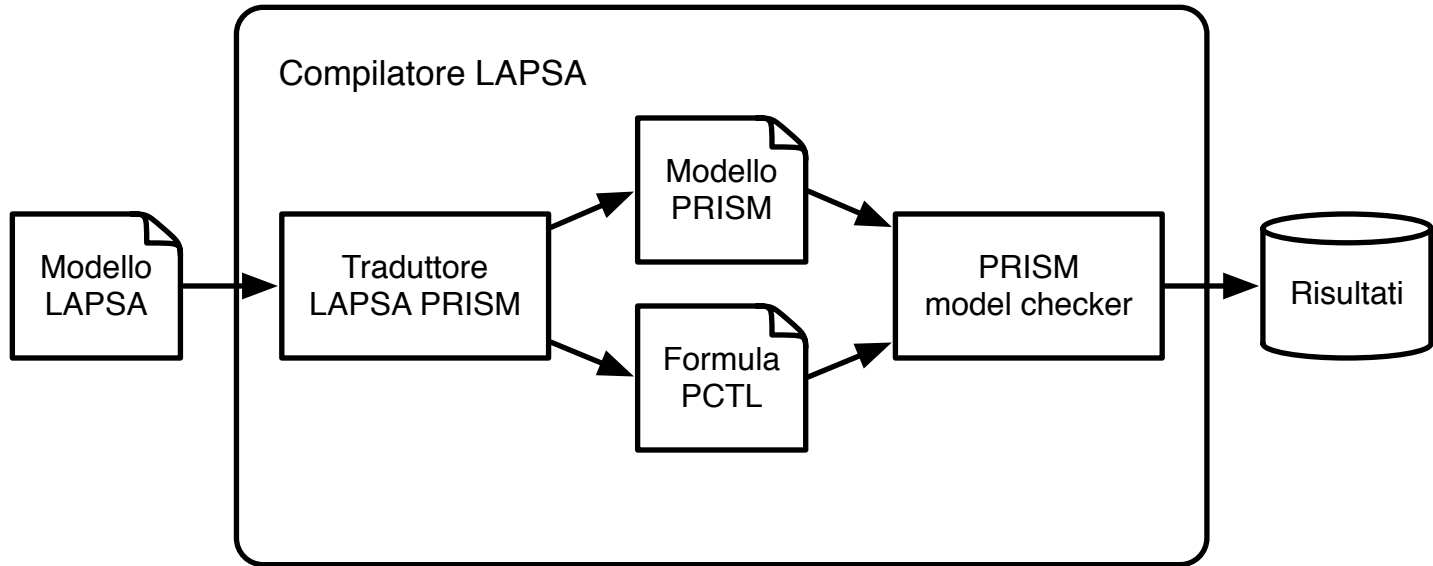 Compilatore LAPSA
Modello
LAPSA
Traduttore
LAPSA PRISM
Modello
PRISM
Formula
PCTL
PRISM
model checker
Risultati